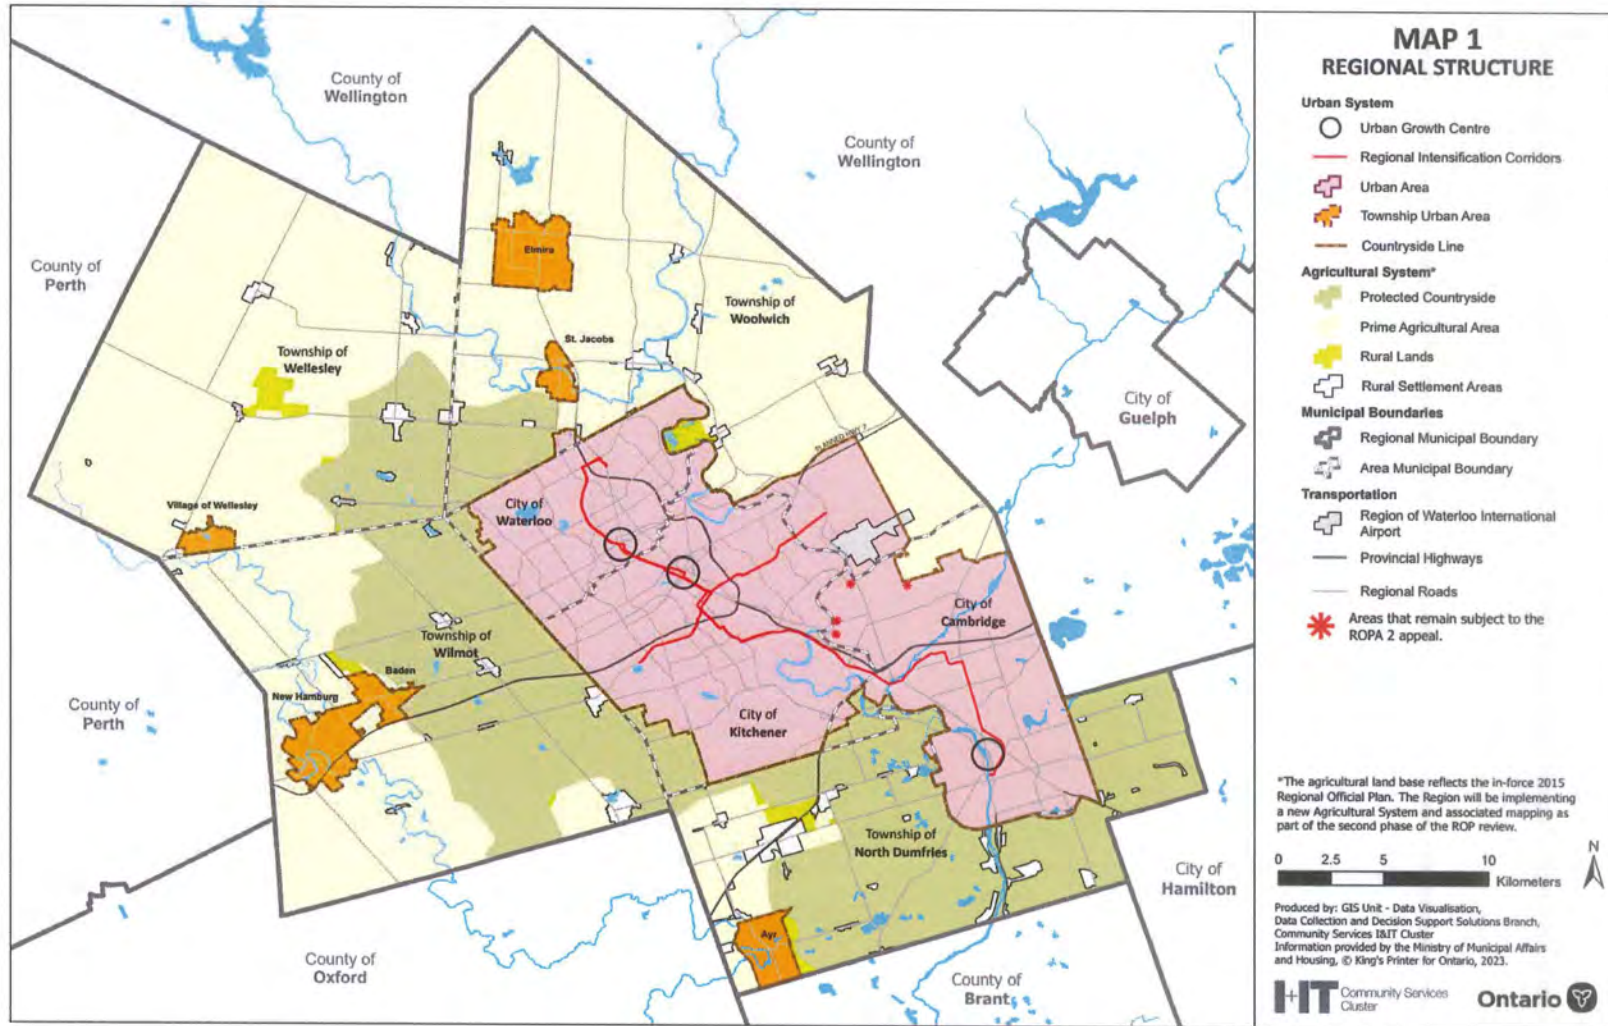 MAP 1
REGIONAL STRUCTURE
Urban System
Urban Growth Centre
Regional Intensification Corridors
Urban Area
Township Urban Area
Countryside Line
Agricultural System*
Protected Countryside
Prime Agricultural Area
Rural Lands
Rural Settlement Areas
Municipal Boundaries
Regional Municipal Boundary
Area Municipal Boundary
Transportation
Region of Waterloo International
Airport
Provincial Highways
Regional Roads
Areas that remain subject to the
ROPA 2 appeal.
*The agricultural land base reflects the in-force 2015
Regional Official Plan. The Region will be implementing
a new Agricultural System and associated mapping as
part of the second phase of the ROP review.
N
0 2.5 5 10
Kilometers
Produced by: GIS Unit - Data Visualisation,
Data Collection and Decision Support Solutions Branch,
Community Services I&IT Cluster
Information provided by the Ministry of Municipal Affairs
and Housing, © King's Printer for Ontario, 2023.
I+IT Community Services
Cluster
Ontario
County of
Wellington
County of
Wellington
County of
Perth
Elmira
Township of
Woolwich
St. Jacobs
Township of
Wellesley
City of
Guelph
PLANNED HWY 7
Village of Wellesley
City of
Waterloo
City of
Cambridge
Township of
Wilmot
Baden
New Hamburg
County of
Perth
City of
Kitchener
Township of
North Dumfries
City of
Hamilton
Ayr
County of
Oxford
County of
Brant